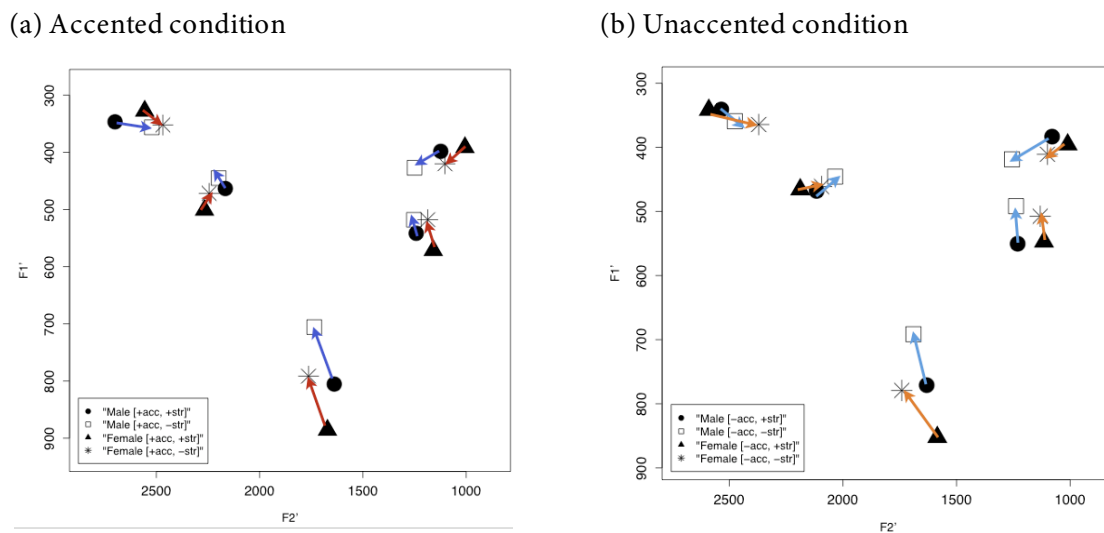 (a) Accented condition
(b) Unaccented condition
300
400
500
600
700
800
900
F1'
2500
2000
1500
1000
F2'
"Male [+acc, +str]"
"Male [+acc, −str]"
"Female [+acc, +str]"
"Female [+acc, −str]"
300
400
500
600
700
800
900
F1'
2500
2000
1500
1000
F2'
"Male [−acc, +str]"
"Male [−acc, −str]"
"Female [−acc, +str]"
"Female [−acc, −str]"